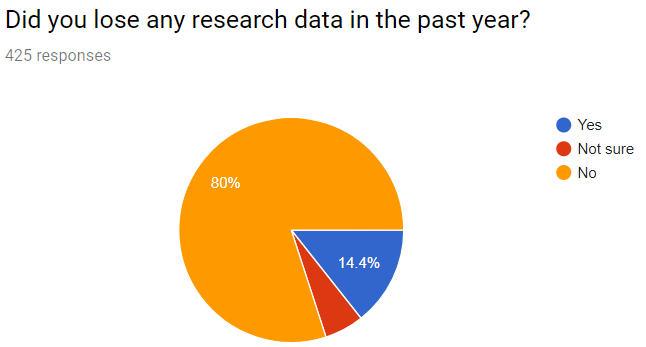 Did you lose any research data in the past year?
425 responses
Yes
Not sure
No
80%
14.4%